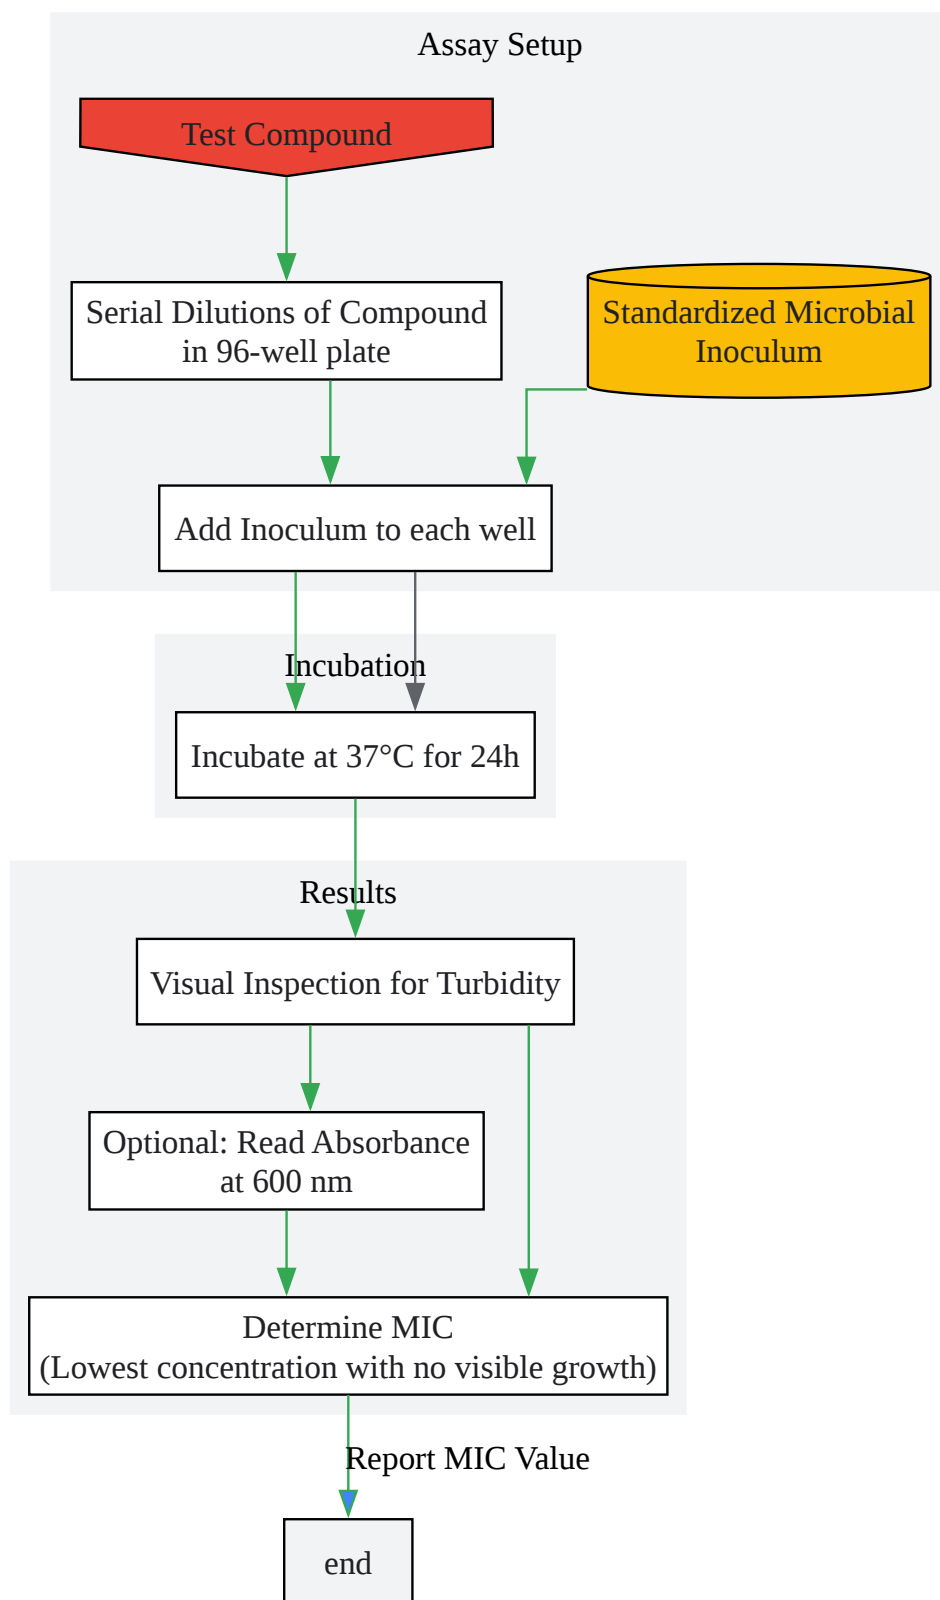 Assay Setup
Test Compound
Serial Dilutions of Compound
in 96-well plate
Standardized Microbial
Inoculum
Add Inoculum to each well
Incubation
Incubate at 37°C for 24h
Results
Visual Inspection for Turbidity
Optional: Read Absorbance
at 600 nm
Determine MIC
(Lowest concentration with no visible growth)
Report MIC Value
end